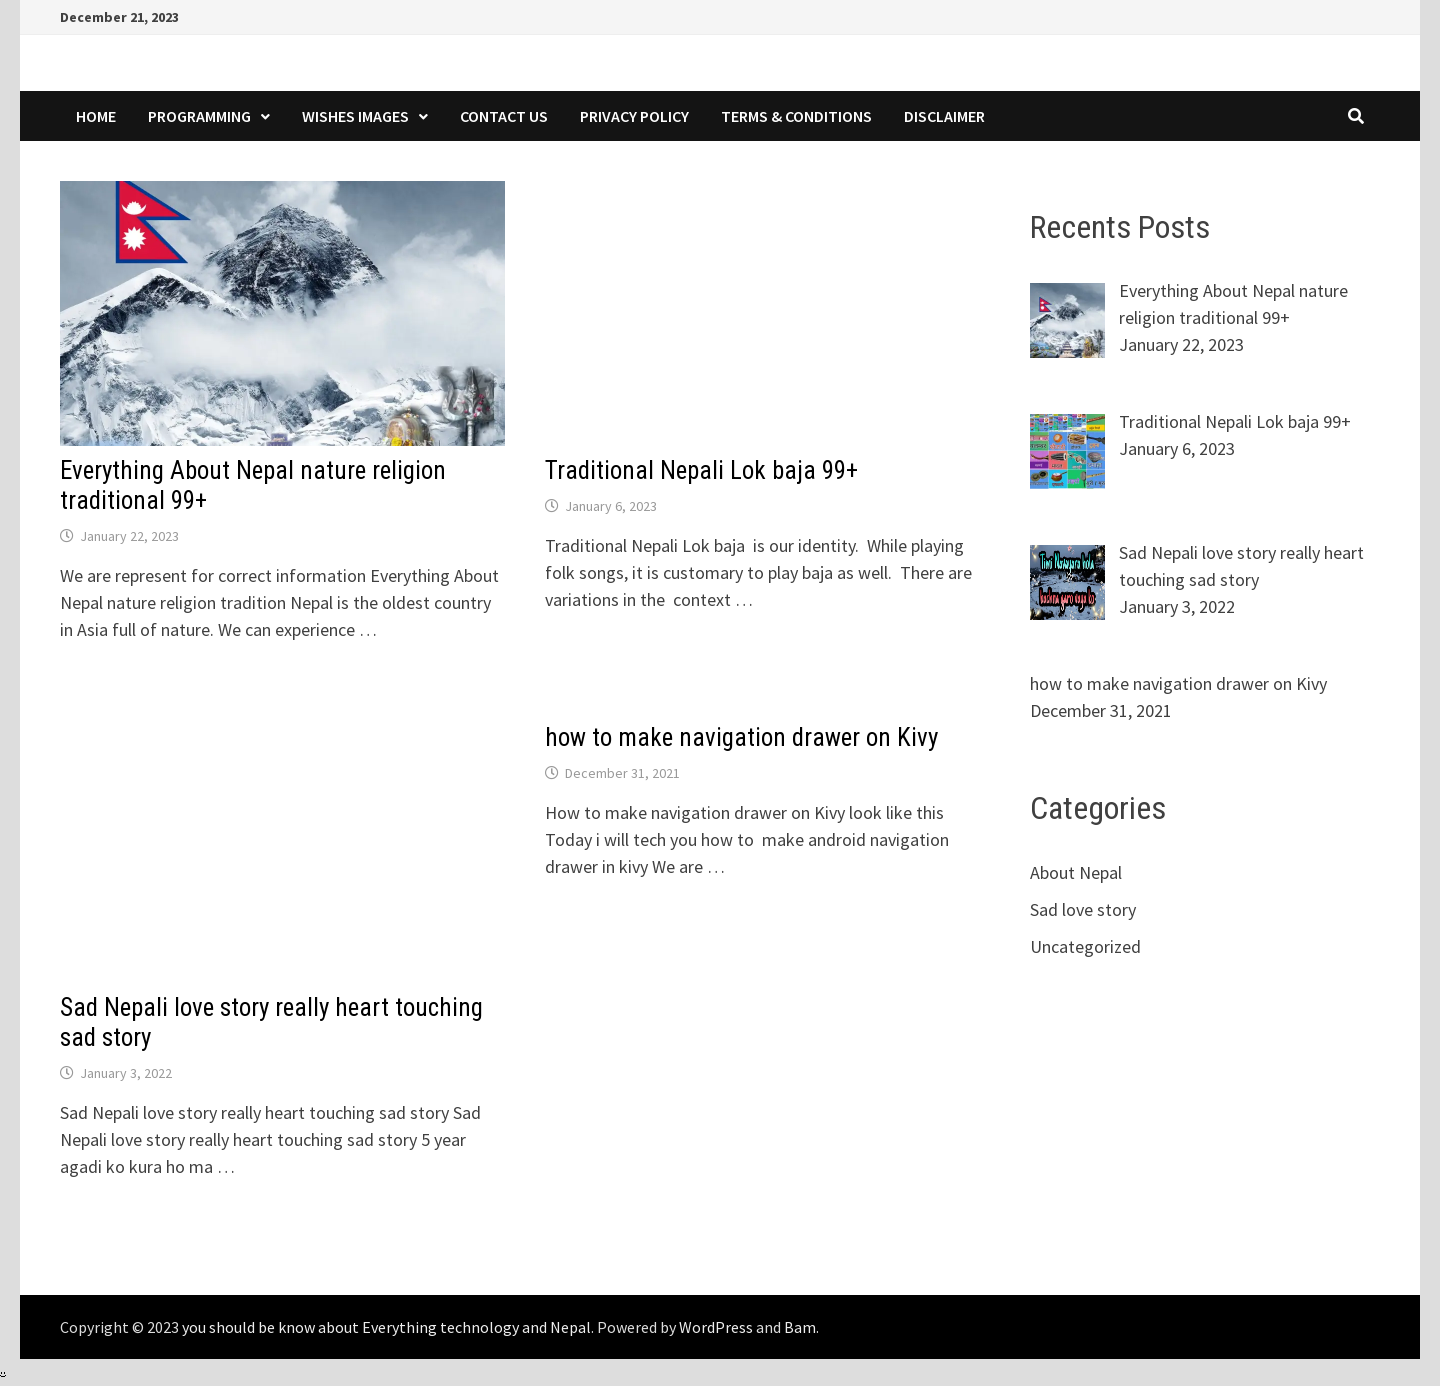 December 21, 2023
HOME
PROGRAMMING
WISHES IMAGES
CONTACT US
PRIVACY POLICY
TERMS & CONDITIONS
DISCLAIMER
Everything About Nepal nature religion
traditional 99+
January 22, 2023
We are represent for correct information Everything About
Nepal nature religion tradition Nepal is the oldest country
in Asia full of nature. We can experience …
Traditional Nepali Lok baja 99+
January 6, 2023
Traditional Nepali Lok baja  is our identity.  While playing
folk songs, it is customary to play baja as well.  There are
variations in the  context …
Sad Nepali love story really heart touching
sad story
January 3, 2022
Sad Nepali love story really heart touching sad story Sad
Nepali love story really heart touching sad story 5 year
agadi ko kura ho ma …
how to make navigation drawer on Kivy
December 31, 2021
How to make navigation drawer on Kivy look like this
Today i will tech you how to  make android navigation
drawer in kivy We are …
Recents Posts
Everything About Nepal nature
religion traditional 99+
January 22, 2023
Traditional Nepali Lok baja 99+
January 6, 2023
Sad Nepali love story really heart
touching sad story
January 3, 2022
how to make navigation drawer on Kivy
December 31, 2021
Categories
About Nepal
Sad love story
Uncategorized
Copyright © 2023 you should be know about Everything technology and Nepal. Powered by WordPress and Bam.